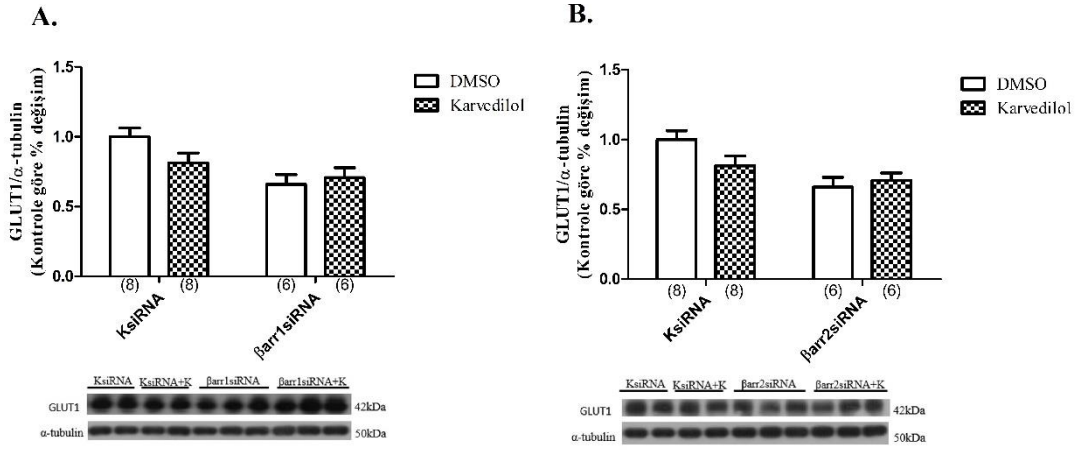 A.
GLUT1/α-tubulin
(Kontrole göre % değişim)
1.5
1.0
0.5
0.0
DMSO
Karvedilol
(8)
(8)
(6)
(6)
KsiRNA
βarr1siRNA
KsiRNA
KsiRNA+K
βarr1siRNA
βarr1siRNA+K
GLUT1
42kDa
α-tubulin
50kDa
B.
GLUT1/α-tubulin
(Kontrole göre % değişim)
1.5
1.0
0.5
0.0
DMSO
Karvedilol
(8)
(8)
(6)
(6)
KsiRNA
βarr2siRNA
KsiRNA
KsiRNA+K
βarr2siRNA
βarr2siRNA+K
GLUT1
42kDa
α-tubulin
50kDa